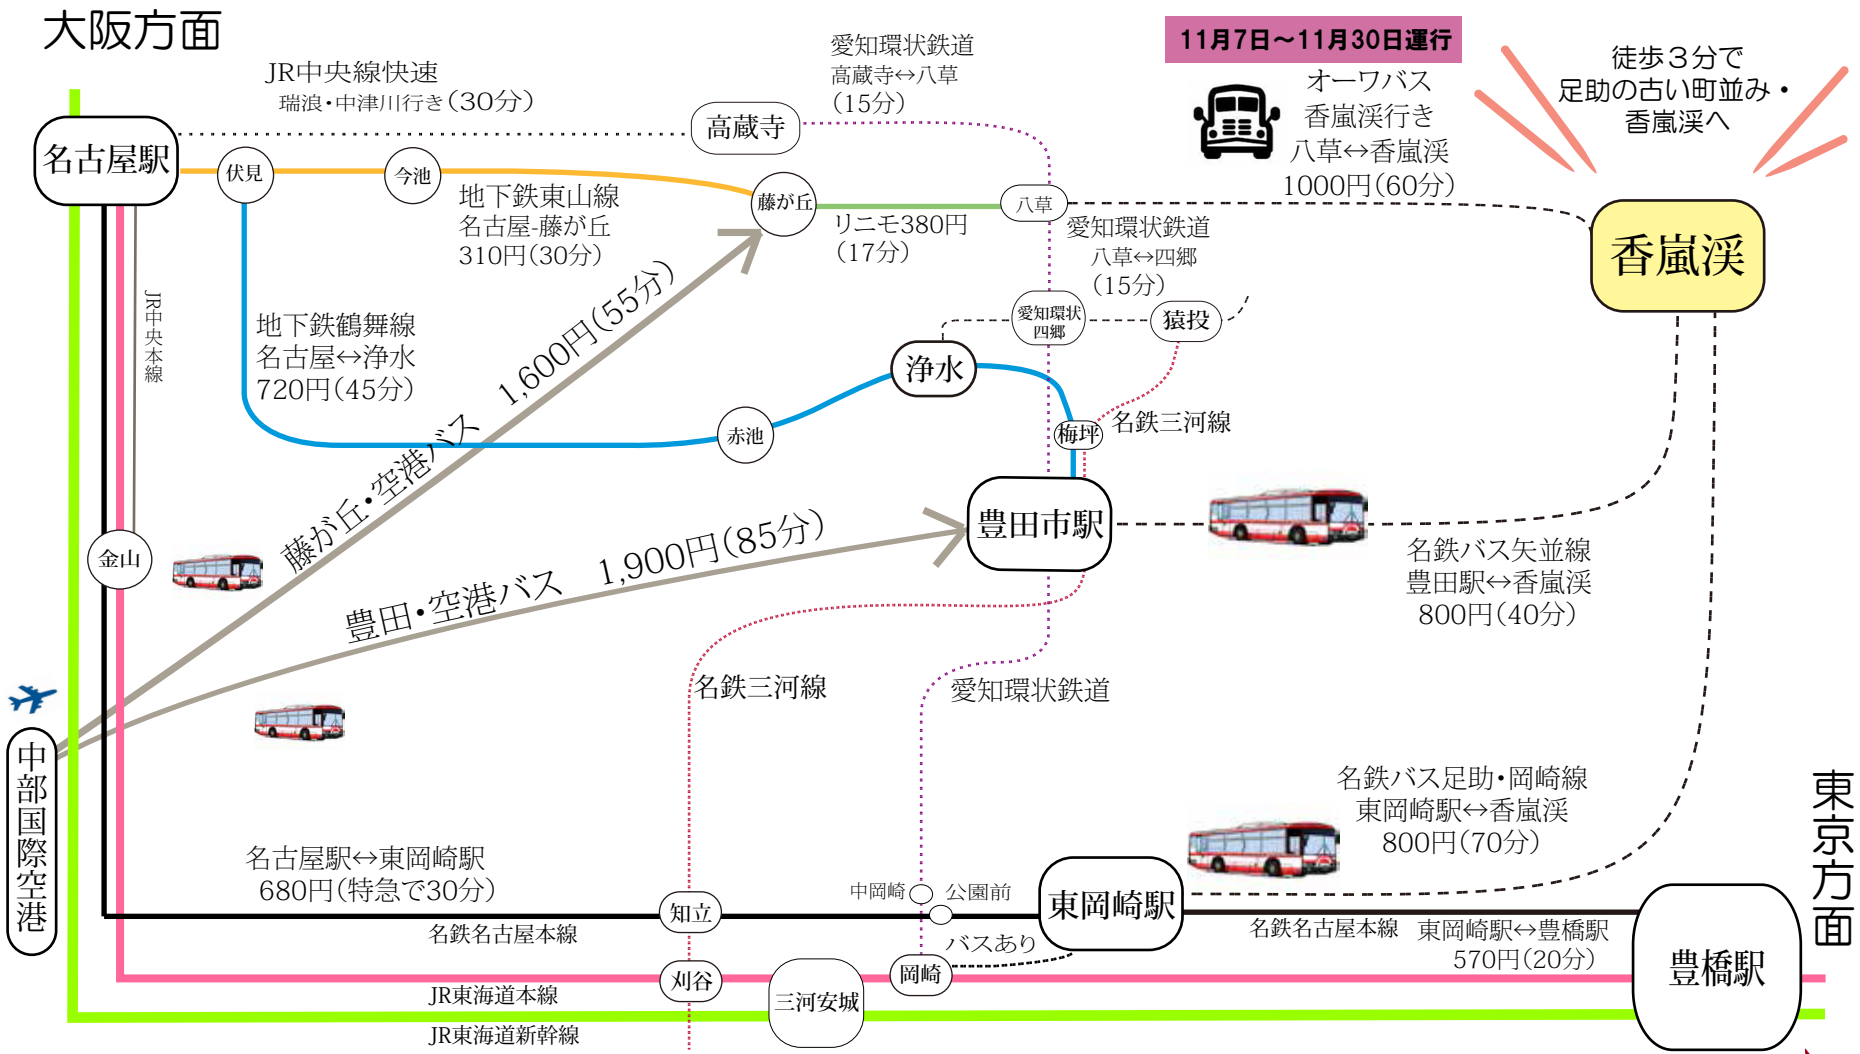 大阪方面
JR中央線快速
瑞浪・中津川行き(30分)
愛知環状鉄道
高蔵寺↔八草
(15分)
11月7日～11月30日運行
オーワバス
香嵐渓行き
八草↔香嵐渓
1000円(60分)
徒歩3分で
足助の古い町並み・
香嵐渓へ
名古屋駅
伏見
今池
高蔵寺
地下鉄東山線
名古屋-藤が丘
310円(30分)
藤が丘
リニモ380円
(17分)
八草
愛知環状鉄道
八草↔四郷
(15分)
香嵐渓
JR中央本線
地下鉄鶴舞線
名古屋↔浄水
720円(45分)
藤が丘・空港バス 1,600円(55分)
愛知環状
四郷
猿投
浄水
赤池
梅坪
名鉄三河線
豊田市駅
金山
豊田・空港バス 1,900円(85分)
名鉄バス矢並線
豊田駅↔香嵐渓
800円(40分)
名鉄三河線
愛知環状鉄道
中部国際空港
名鉄バス足助・岡崎線
東岡崎駅↔香嵐渓
800円(70分)
東京方面
名古屋駅↔東岡崎駅
680円(特急で30分)
知立
中岡崎
公園前
東岡崎駅
名鉄名古屋本線
バスあり
名鉄名古屋本線
東岡崎駅↔豊橋駅
570円(20分)
豊橋駅
刈谷
岡崎
三河安城
JR東海道本線
JR東海道新幹線